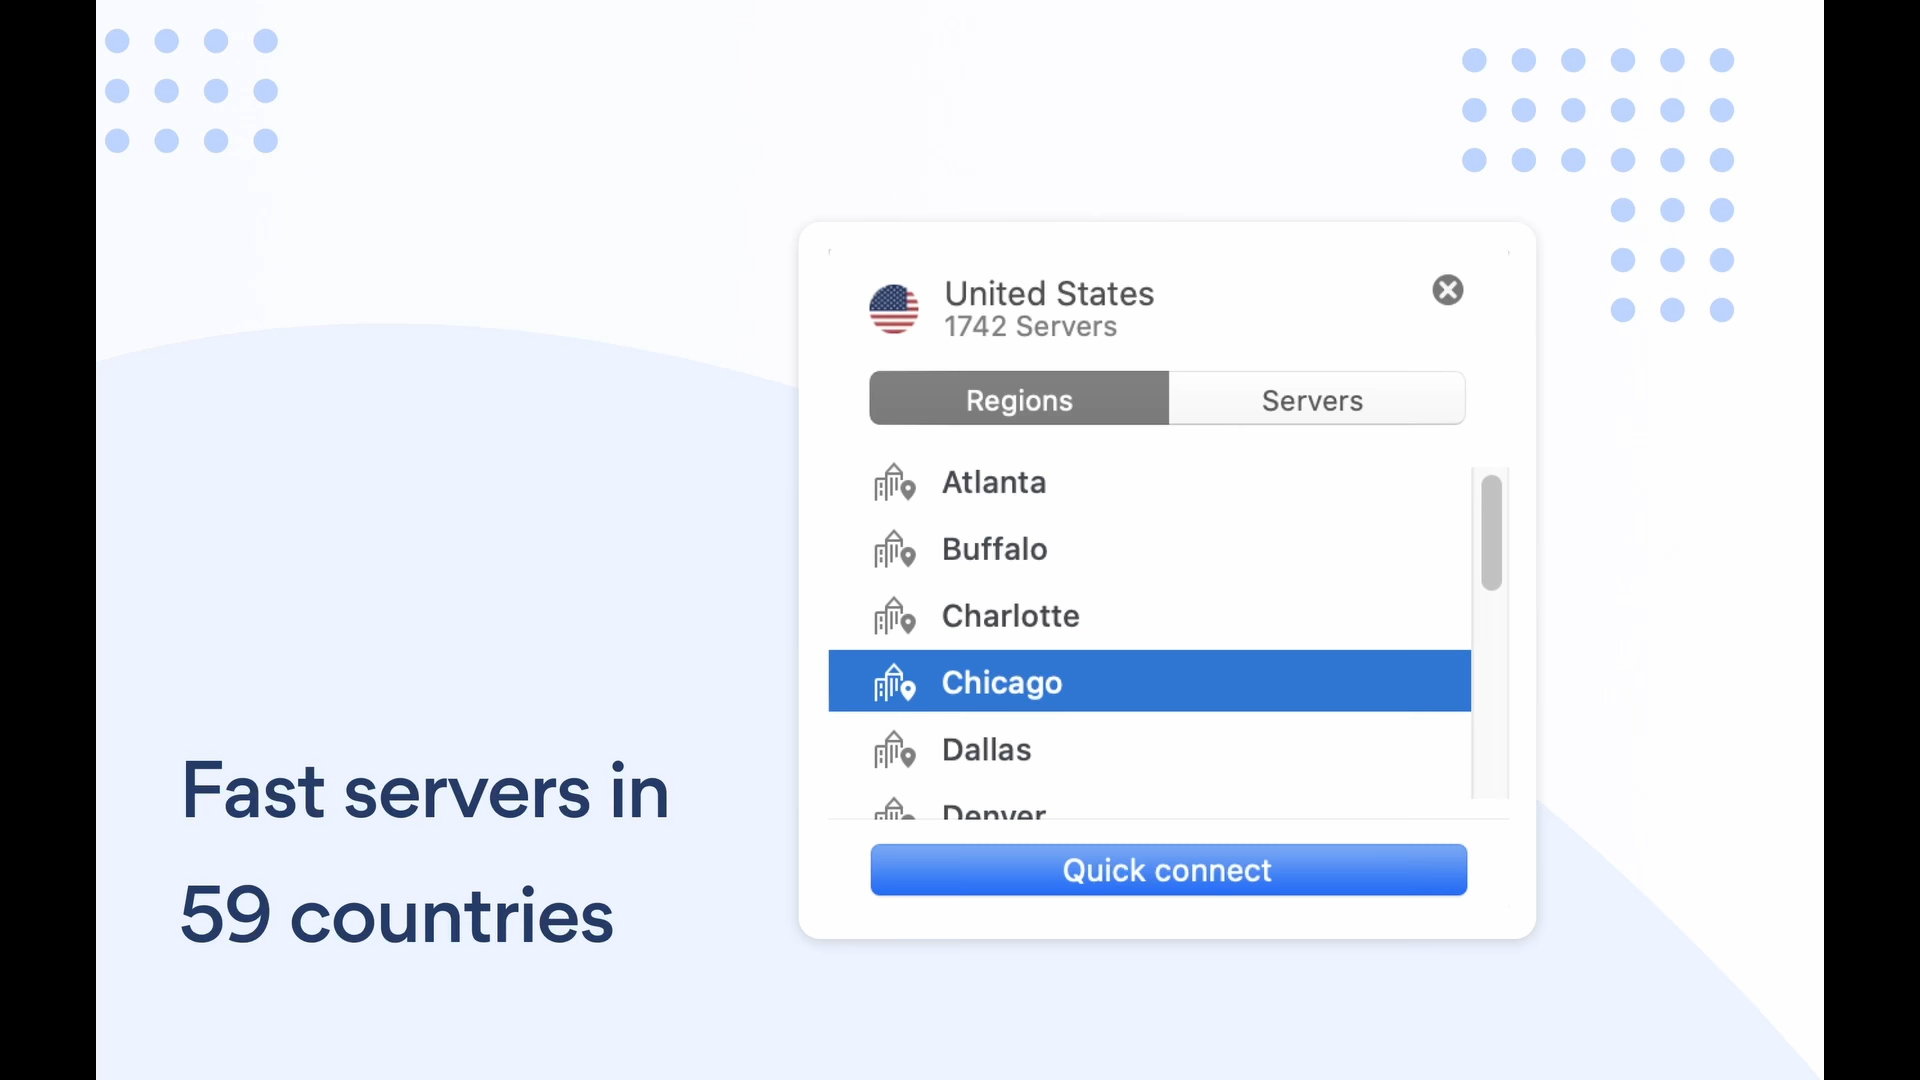 United States
1742 Servers
Regions
Servers
Atlanta
Buffalo
Charlotte
Chicago
Dallas
Denver
Quick connect
Fast servers in
59 countries